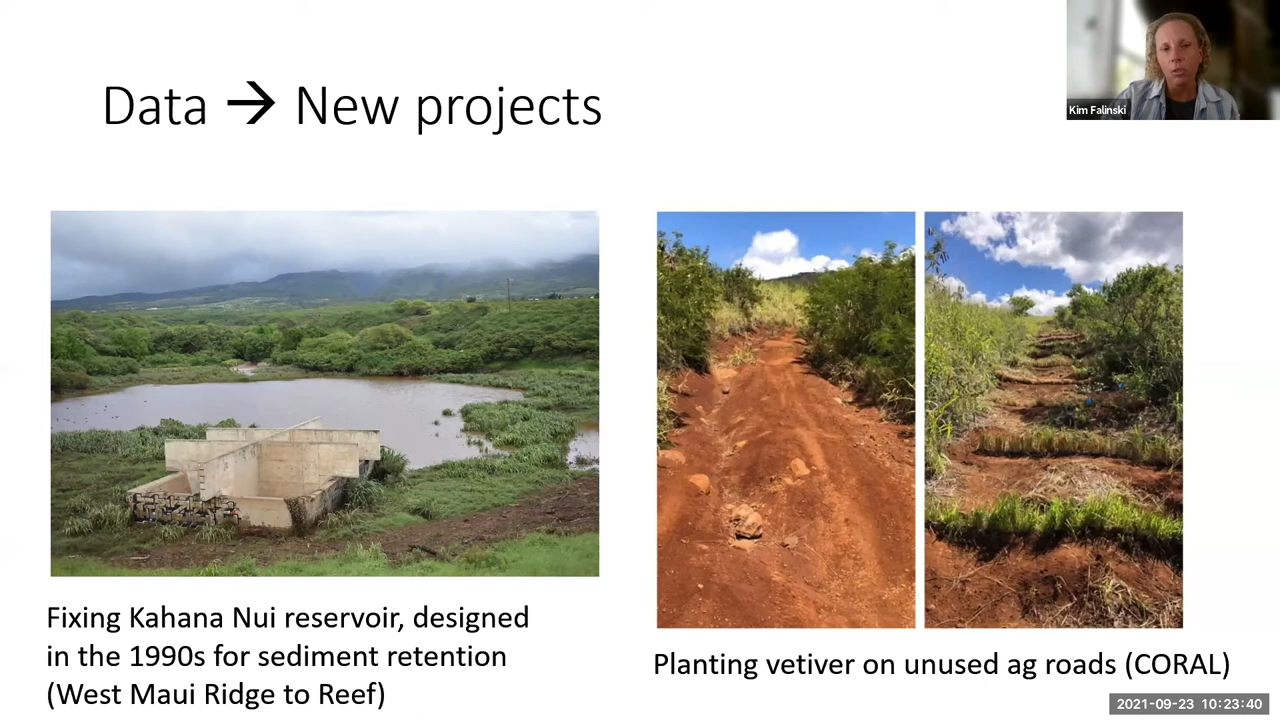 Data → New projects
Kim Falinski
Fixing Kahana Nui reservoir, designed
in the 1990s for sediment retention
(West Maui Ridge to Reef)
Planting vetiver on unused ag roads (CORAL)
2021-09-23 10:23:40